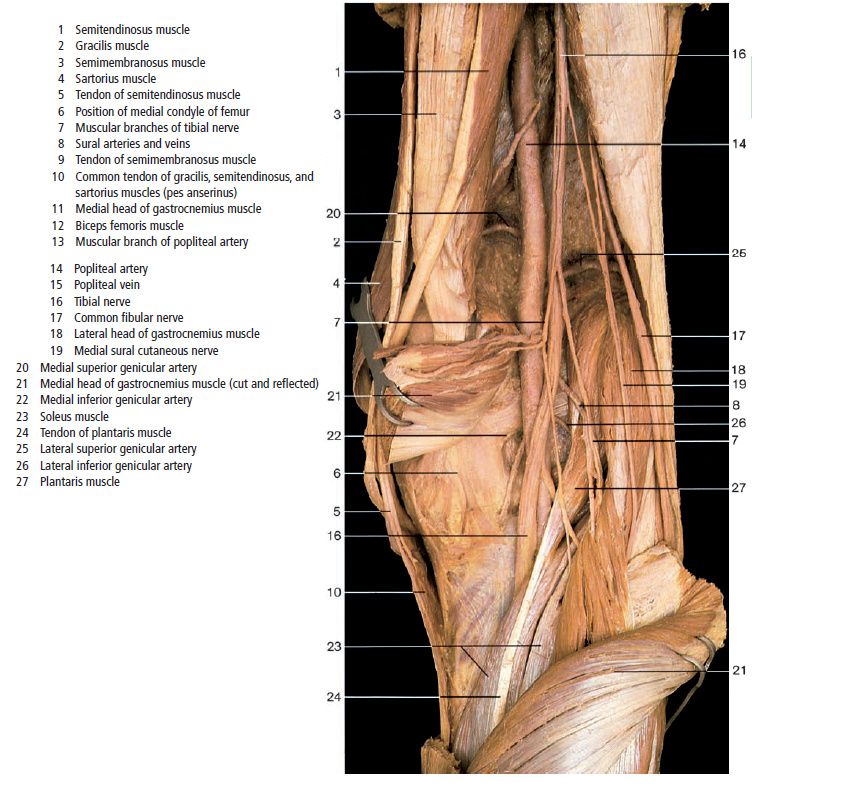 1 Semitendinosus muscle
2 Gracilis muscle
3 Semimembranosus muscle
4 Sartorius muscle
5 Tendon of semitendinosus muscle
6 Position of medial condyle of femur
7 Muscular branches of tibial nerve
8 Sural arteries and veins
9 Tendon of semimembranosus muscle
10 Common tendon of gracilis, semitendinosus, and
sartorius muscles (pes anserinus)
11 Medial head of gastrocnemius muscle
12 Biceps femoris muscle
13 Muscular branch of popliteal artery
14 Popliteal artery
15 Popliteal vein
16 Tibial nerve
17 Common fibular nerve
18 Lateral head of gastrocnemius muscle
19 Medial sural cutaneous nerve
20 Medial superior genicular artery
21 Medial head of gastrocnemius muscle (cut and reflected)
22 Medial inferior genicular artery
23 Soleus muscle
24 Tendon of plantaris muscle
25 Lateral superior genicular artery
26 Lateral inferior genicular artery
27 Plantaris muscle
1
3
20
2
4
7
21
22
6
5
16
10
23
24
16
14
25
17
18
19
8
26
7
27
21